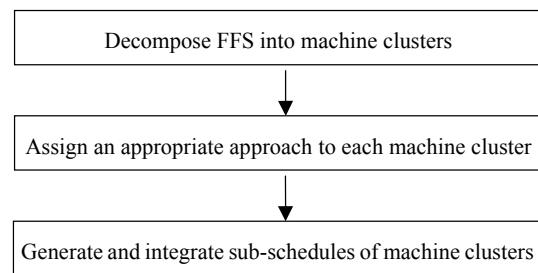 Decompose FFS into machine clusters
Assign an appropriate approach to each machine cluster
Generate and integrate sub-schedules of machine clusters